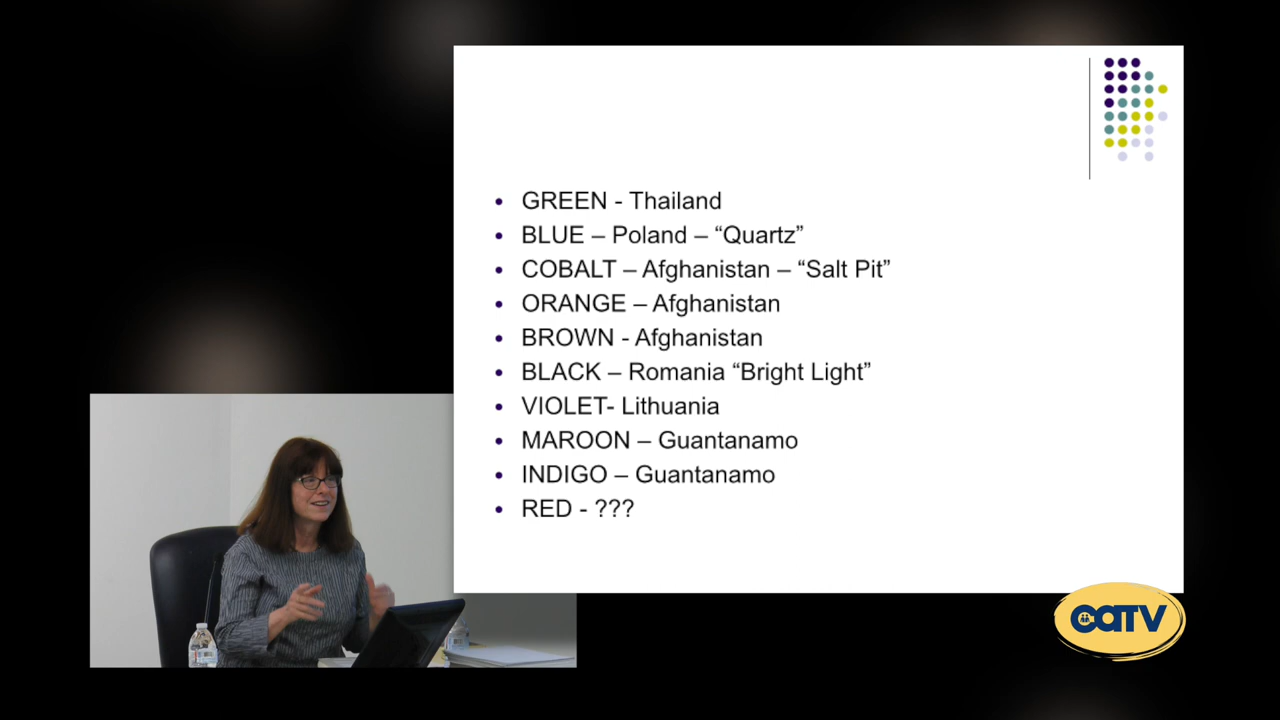 GREEN - Thailand
BLUE – Poland – “Quartz”
COBALT – Afghanistan – “Salt Pit”
ORANGE – Afghanistan
BROWN - Afghanistan
BLACK – Romania “Bright Light”
VIOLET- Lithuania
MAROON – Guantanamo
INDIGO – Guantanamo
RED - ???
CATV